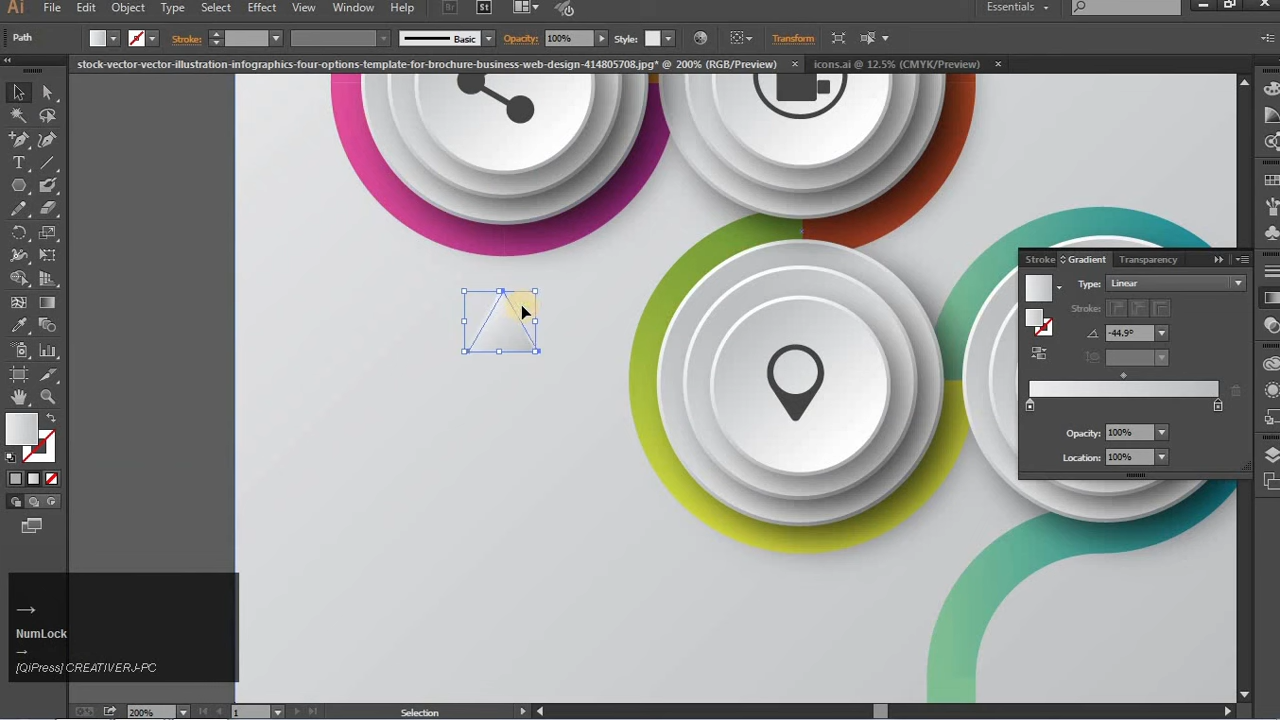 Ai File Edit Object Type Select Effect View Window Help Br St Essentials
Path Stroke: Basic Opacity: 100% Style: Transform
stock-vector-vector-illustration-infographics-four-options-template-for-brochure-business-web-design-414805708.jpg* @ 200% (RGB/Preview) × icons.ai @ 12.5% (CMYK/Preview) ×
Stroke Gradient Transparency
Type: Linear
Stroke:
-44.9°
Opacity: 100%
Location: 100%
NumLock
[QiPress] CREATIVERJ-PC
200% 1 Selection